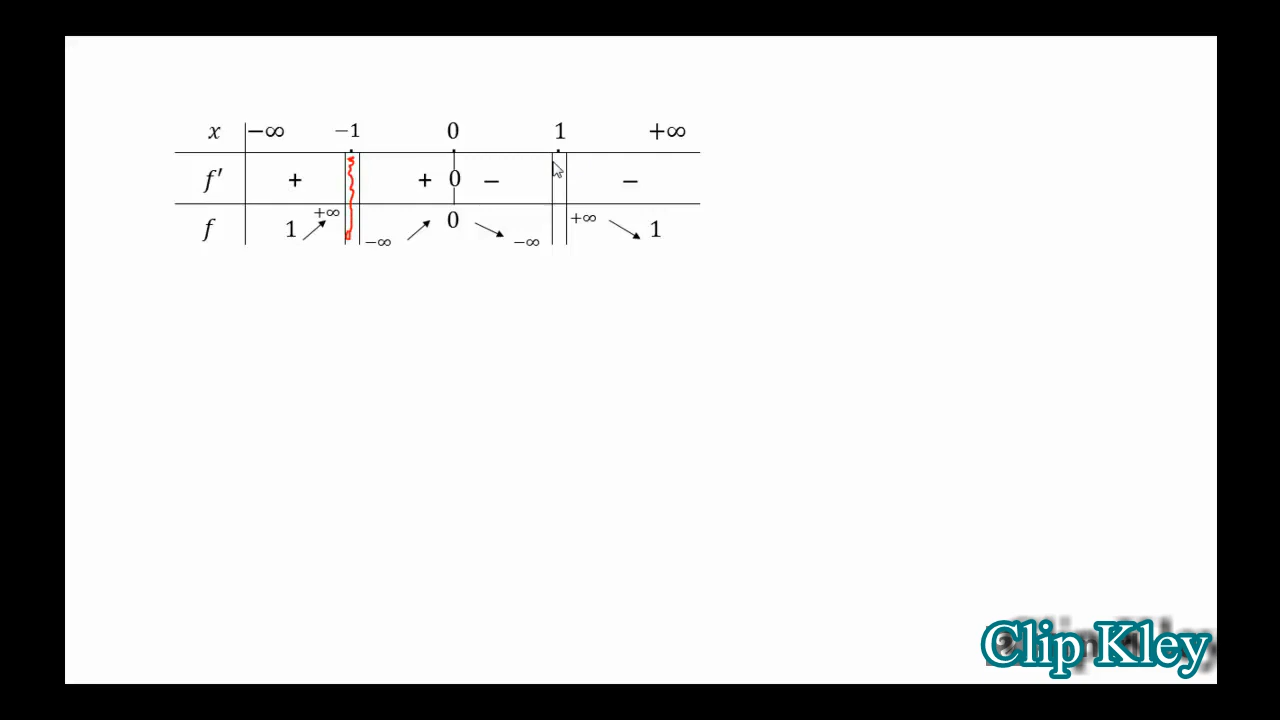 x −∞ −1 0 1 +∞
f′ + + 0 − −
f 1 +∞ −∞ 0 −∞ +∞ 1
Clip Kley